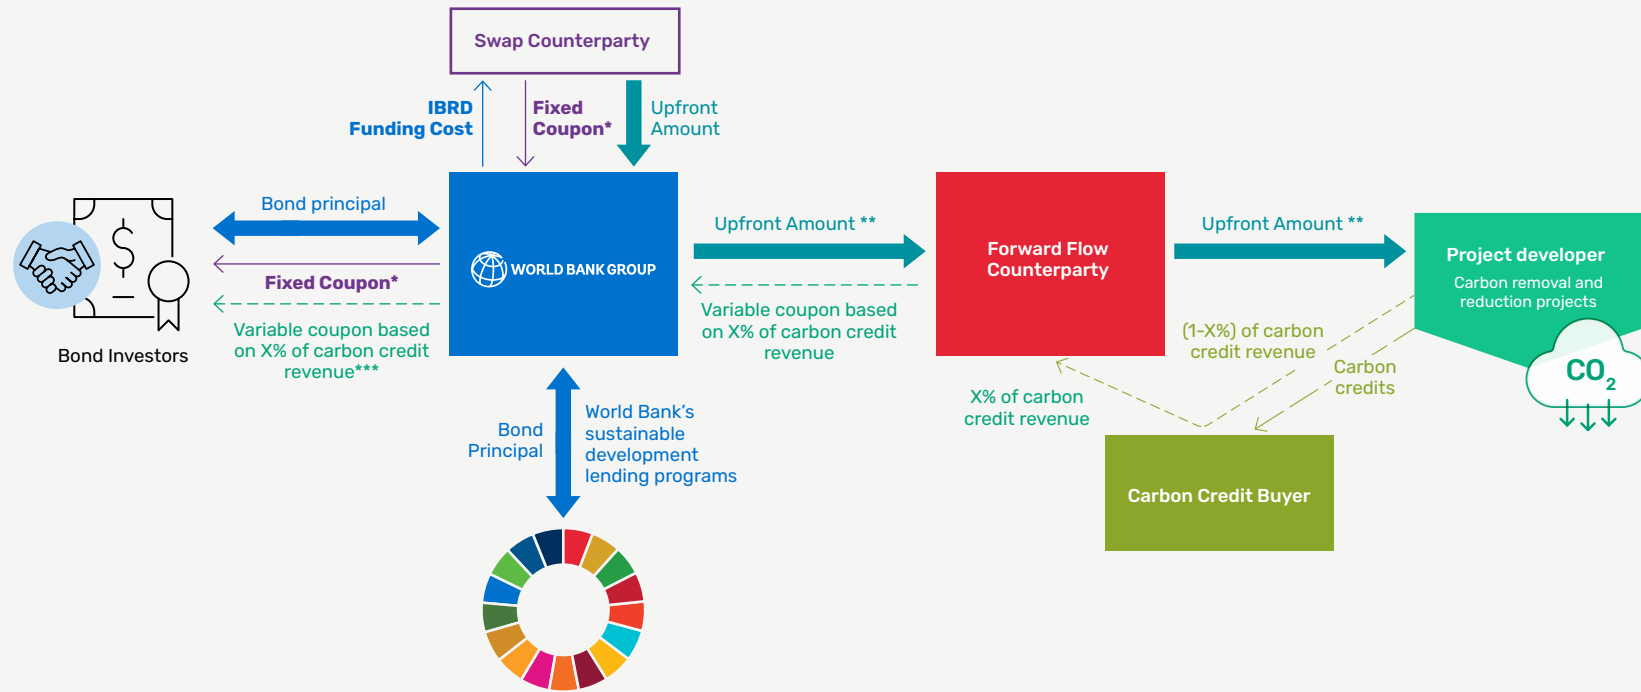 Swap Counterparty
IBRD
Funding Cost
Fixed
Coupon*
Upfront
Amount
Bond principal
Fixed Coupon*
Variable coupon based
on X% of carbon credit
revenue***
Bond Investors
WORLD BANK GROUP
Upfront Amount **
Variable coupon based
on X% of carbon credit
revenue
Forward Flow
Counterparty
Upfront Amount **
Project developer
Carbon removal and
reduction projects
CO2
(1-X%) of carbon
credit revenue
Carbon
credits
X% of carbon
credit revenue
Carbon Credit Buyer
Bond
Principal
World Bank’s
sustainable
development
lending programs